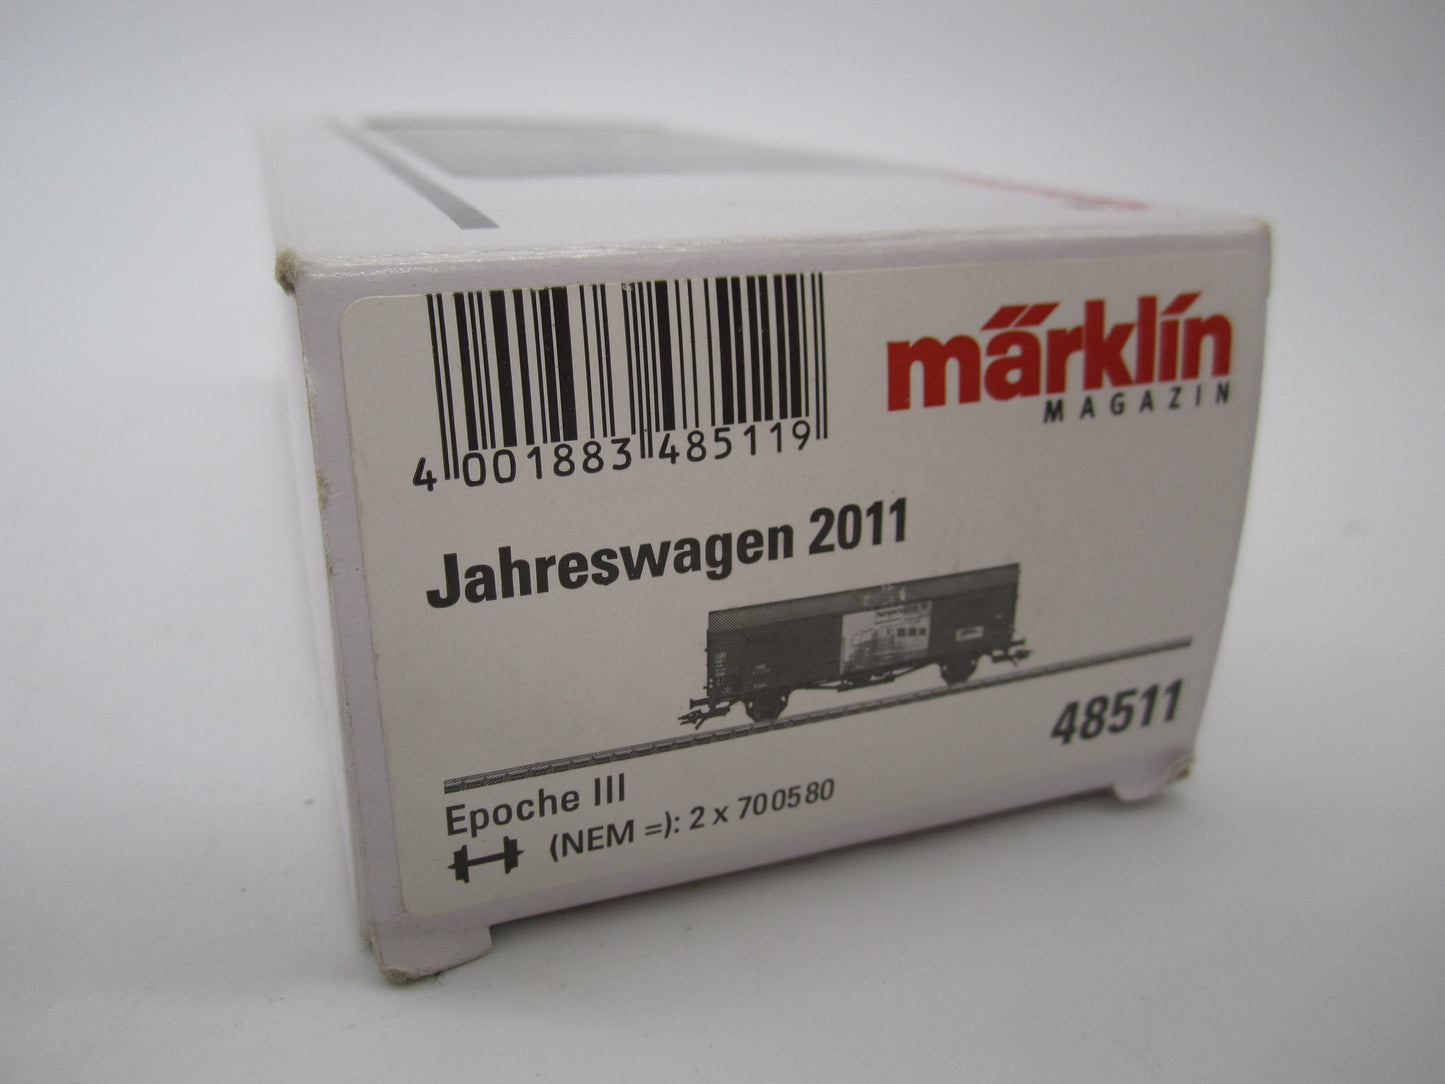 4 001883 485119
märklin
MAGAZIN
Jahreswagen 2011
48511
Epoche III
(NEM =): 2 x 700580